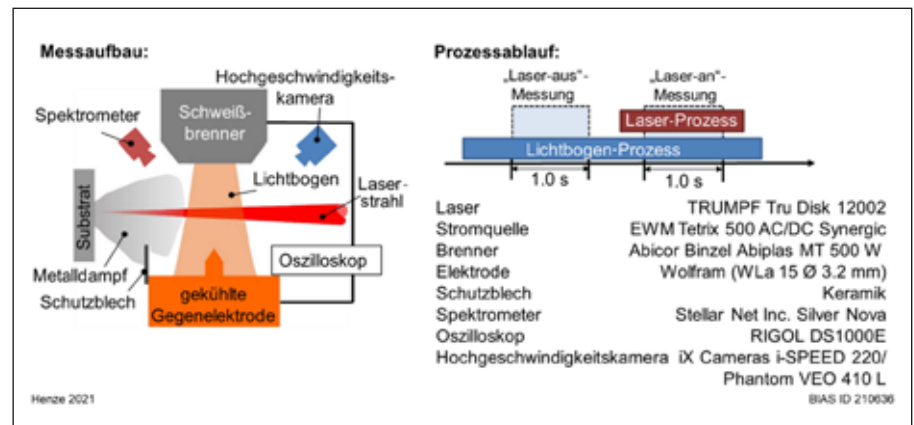 Messaufbau:
Hochgeschwindigkeits-
kamera
Spektrometer
Schweiß-
brenner
Lichtbogen
Laser-
strahl
Substrat
Oszilloskop
Metalldampf
Schutzblech
gekühlte
Gegenelektrode
Henze 2021
Prozessablauf:
„Laser-aus“-
Messung
„Laser-an“-
Messung
Laser-Prozess
Lichtbogen-Prozess
1.0 s
1.0 s
Laser TRUMPF Tru Disk 12002
Stromquelle EWM Tetrix 500 AC/DC Synergic
Brenner Abicor Binzel Abiplas MT 500 W
Elektrode Wolfram (WLa 15 Ø 3.2 mm)
Schutzblech Keramik
Spektrometer Stellar Net Inc. Silver Nova
Oszilloskop RIGOL DS1000E
Hochgeschwindigkeitskamera iX Cameras i-SPEED 220/
Phantom VEO 410 L
BIAS ID 210636